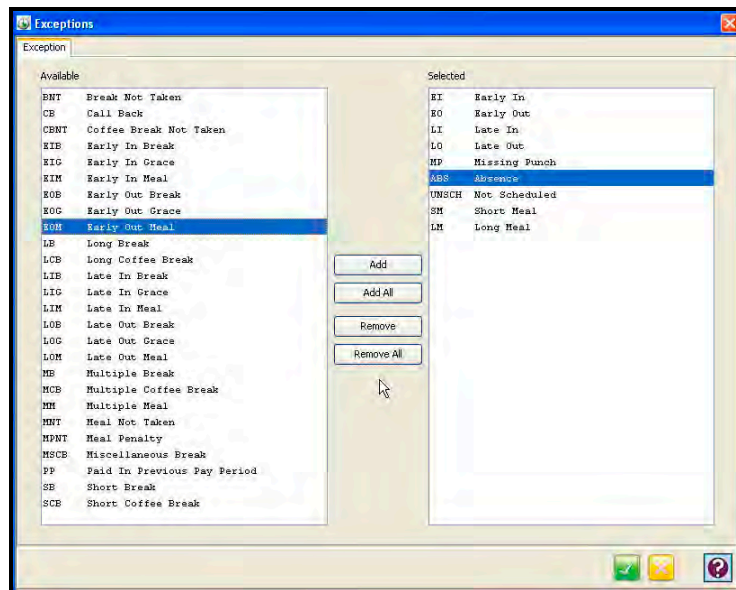 Exceptions
Exception
Available
BNT Break Not Taken
CB Call Back
CBNT Coffee Break Not Taken
EIB Early In Break
EIG Early In Grace
EIM Early In Meal
EOB Early Out Break
EOG Early Out Grace
EOM Early Out Meal
LB Long Break
LCB Long Coffee Break
LIB Late In Break
LIG Late In Grace
LIM Late In Meal
LOB Late Out Break
LOG Late Out Grace
LOM Late Out Meal
MB Multiple Break
MCB Multiple Coffee Break
MM Multiple Meal
MNT Meal Not Taken
MPNT Meal Penalty
MSCB Miscellaneous Break
PP Paid In Previous Pay Period
SB Short Break
SCB Short Coffee Break
Add
Add All
Remove
Remove All
Selected
EI Early In
EO Early Out
LI Late In
LO Late Out
MP Missing Punch
ABS Absence
UNSCH Not Scheduled
SM Short Meal
LM Long Meal
?